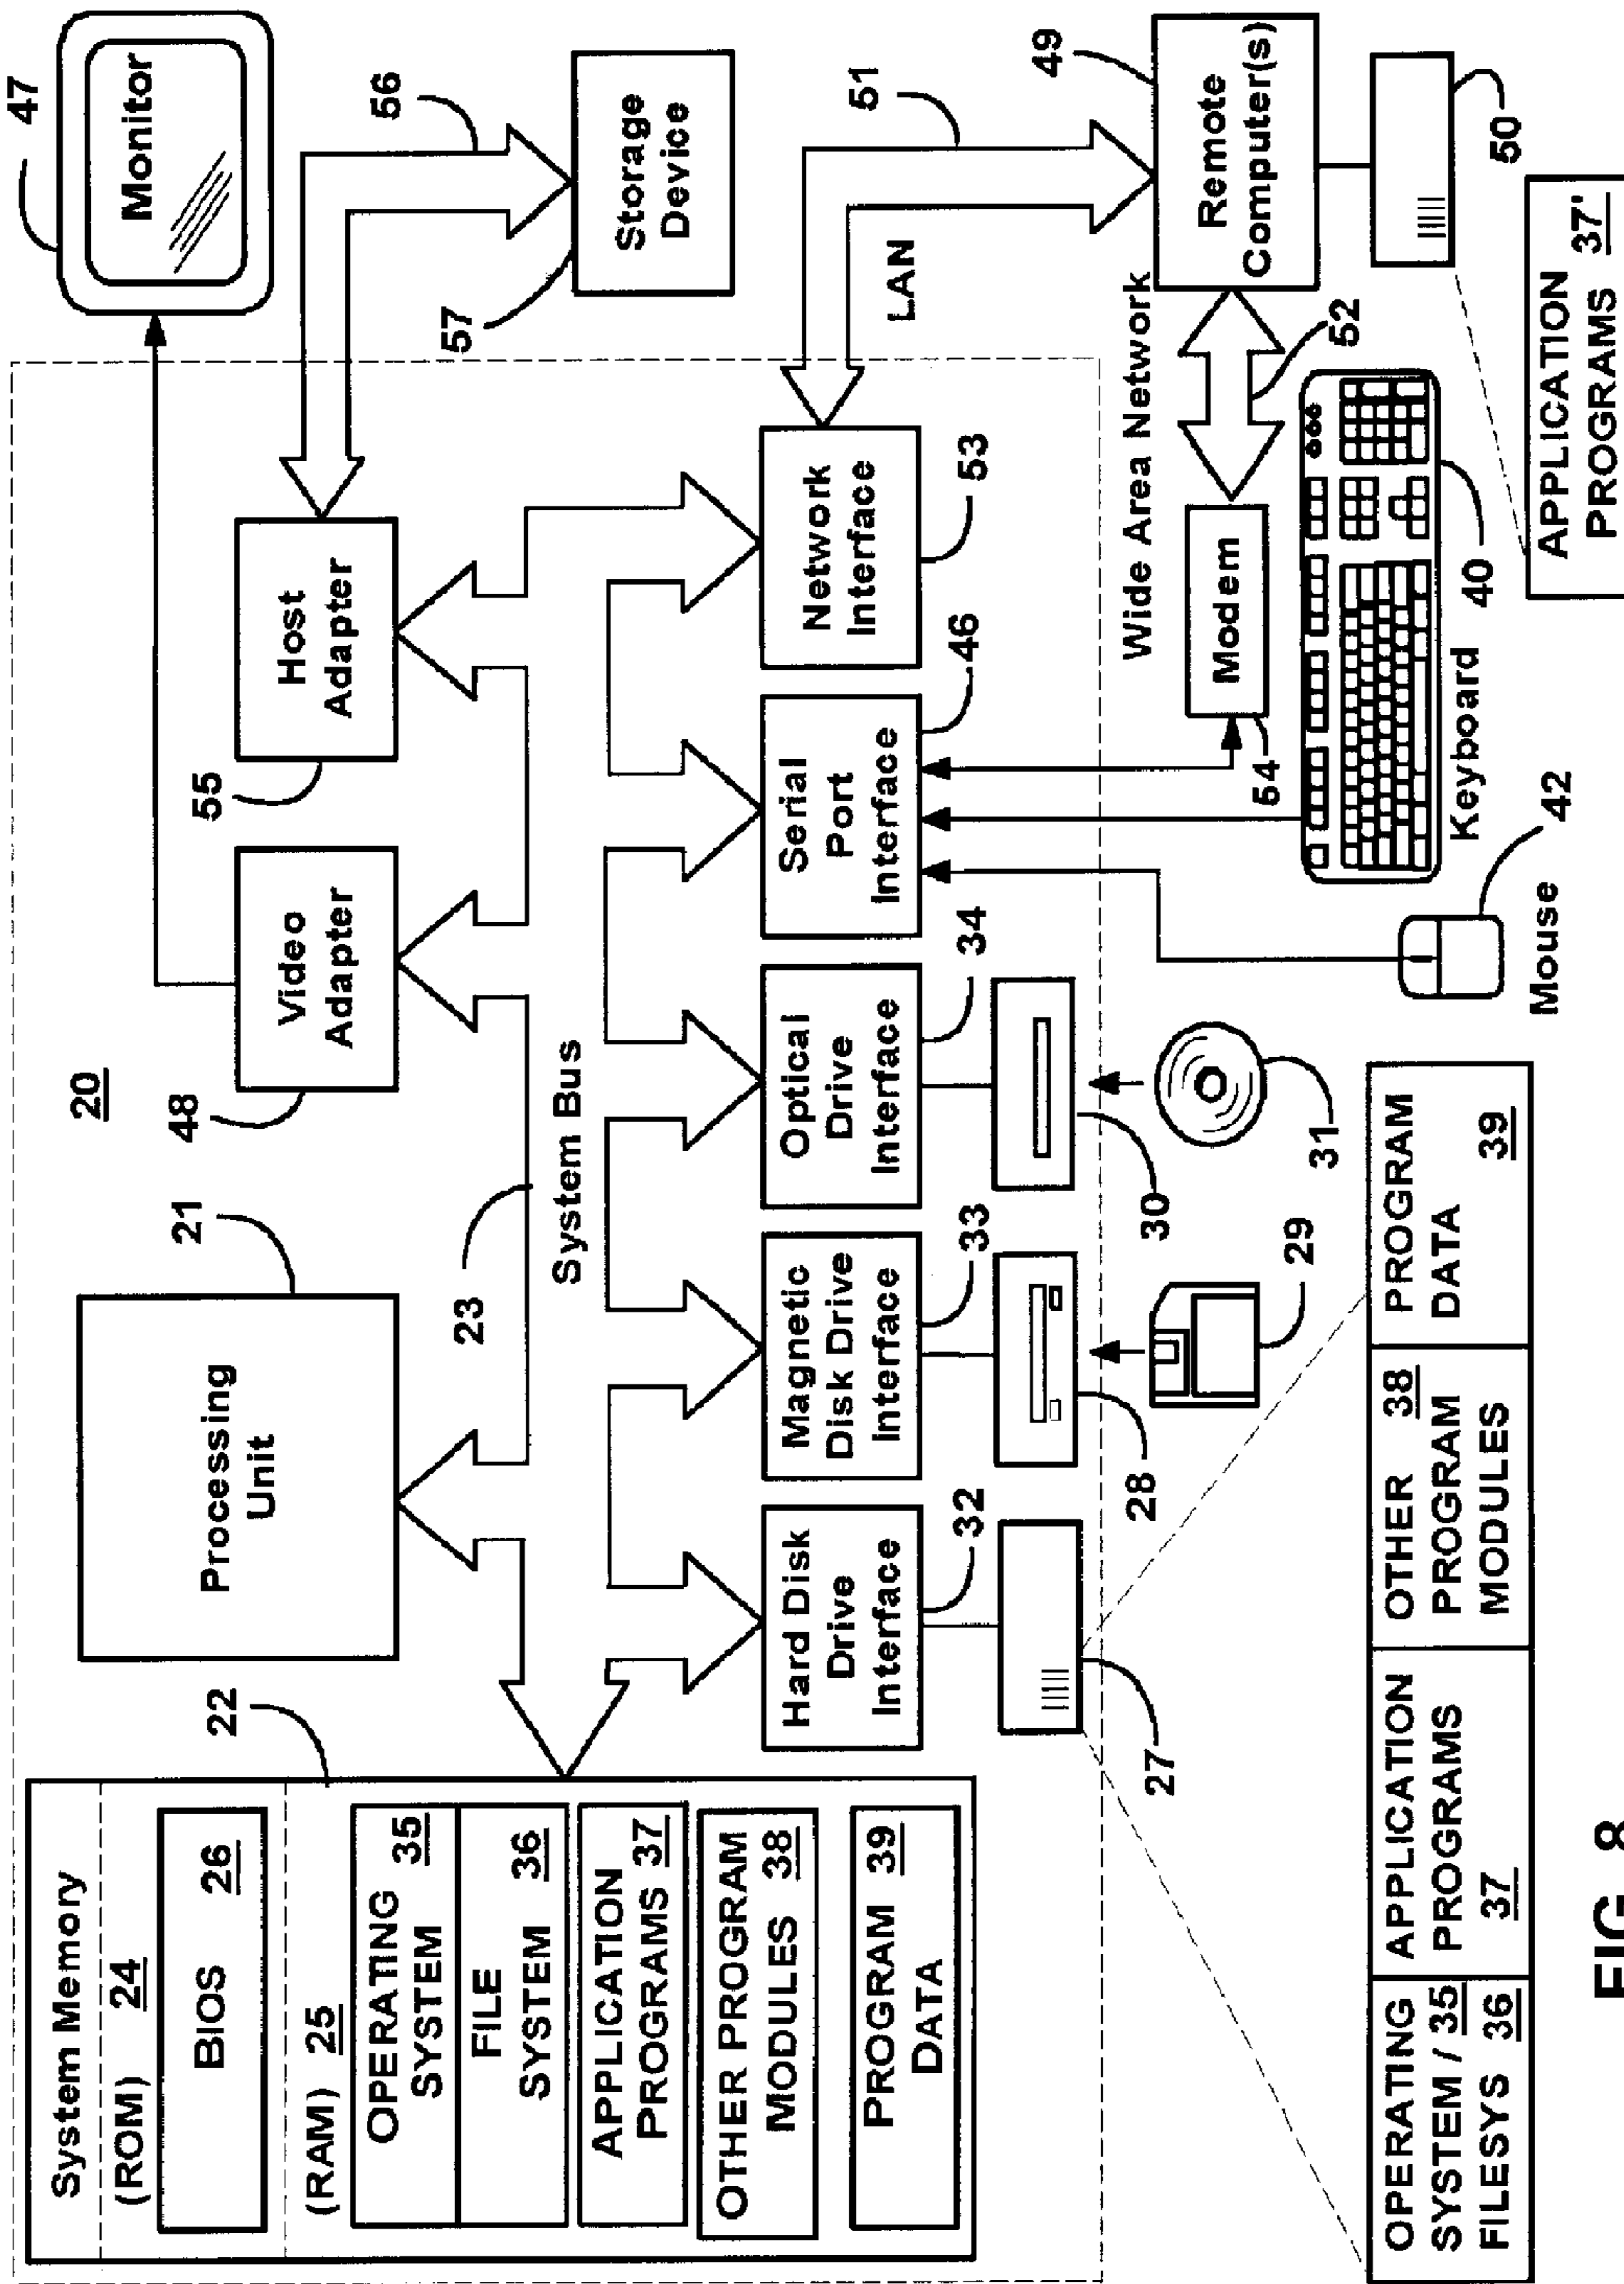 System Memory
(ROM) 24
BIOS 26
(RAM) 25
OPERATING
SYSTEM 35
FILE
SYSTEM 36
APPLICATION
PROGRAMS 37
OTHER PROGRAM
MODULES 38
PROGRAM 39
DATA
22
Processing
Unit
21
20
Video
Adapter
48
Host
Adapter
55
47
Monitor
56
57
Storage
Device
23
System Bus
Hard Disk
Drive
Interface
32
Magnetic
Disk Drive
Interface
33
Optical
Drive
Interface
34
Serial
Port
Interface
46
Network
Interface
53
LAN
51
27
28
29
30
31
Wide Area Network
Modem
54
52
49
Remote
Computer(s)
50
Keyboard
40
Mouse
42
OPERATING
SYSTEM / 35
FILESYS 36
APPLICATION
PROGRAMS
37
OTHER 38
PROGRAM
MODULES
PROGRAM
DATA
39
APPLICATION
PROGRAMS 37'
FIG. 8